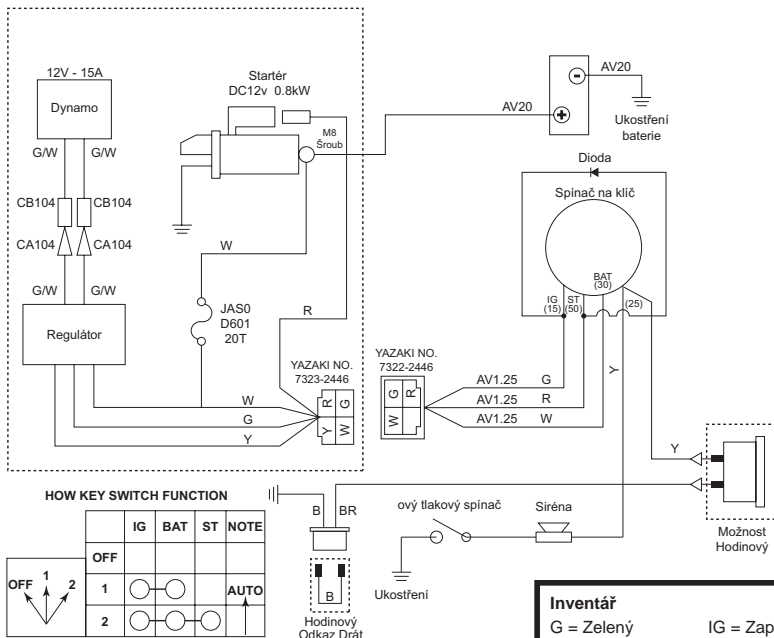 12V - 15A
Dynamo
G/W
G/W
CB104
CB104
CA104
CA104
G/W
G/W
Regulátor
Startér
DC12v 0.8kW
M8
Šroub
W
JAS0
D601
20T
R
YAZAKI NO.
7323-2446
R
G
Y
W
W
G
Y
AV20
AV20
Ukostření
baterie
Dioda
Spínač na klíč
BAT
(30)
IG
(15)
ST
(50)
(25)
YAZAKI NO.
7322-2446
G
R
W
AV1.25 G
AV1.25 R
AV1.25 W
Y
Y
Možnost
Hodinový
HOW KEY SWITCH FUNCTION
IG BAT ST NOTE
OFF
1 AUTO
2
OFF 1 2
B
BR
B
Hodinový
Odkaz Drát
ový tlakový spínač
Siréna
Ukostření
Inventář
G = Zelený IG = Zap